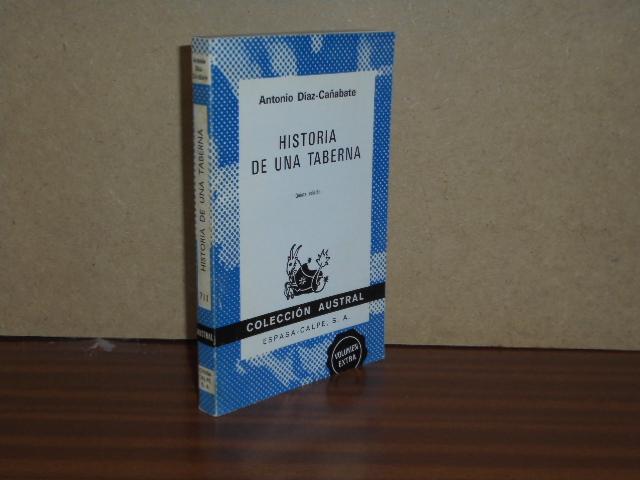 Antonio Díaz-Cañabate
HISTORIA
DE UNA TABERNA
COLECCIÓN AUSTRAL
ESPASA-CALPE, S. A.
VOLUMEN
EXTRA
HISTORIA DE UNA TABERNA
711
AUSTRAL